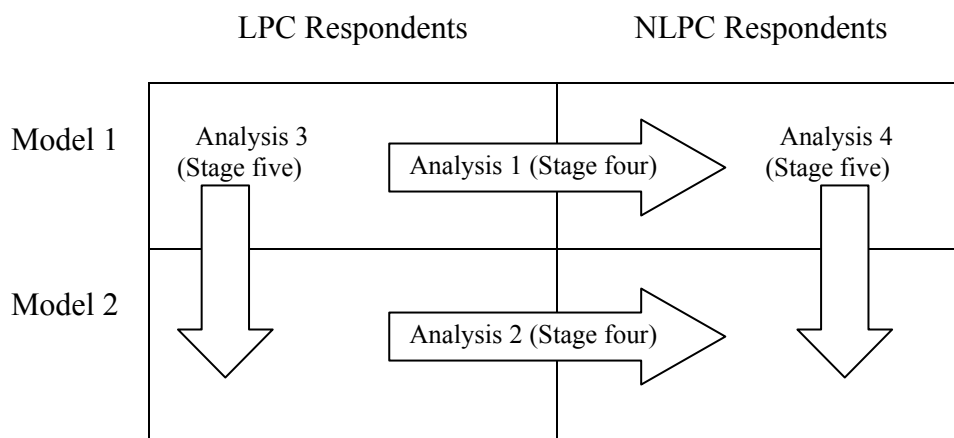 LPC Respondents
NLPC Respondents
Model 1
Analysis 3
(Stage five)
Analysis 1 (Stage four)
Analysis 4
(Stage five)
Model 2
Analysis 2 (Stage four)